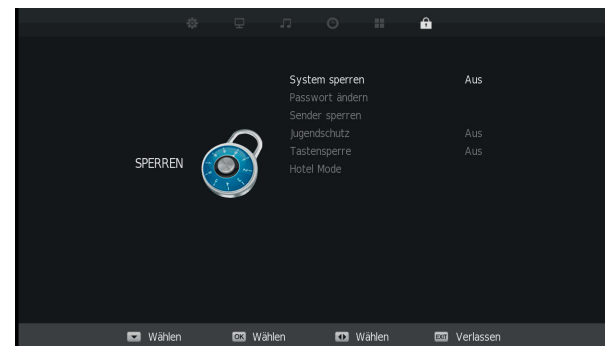 System sperren Aus
Passwort ändern
Sender sperren
Jugendschutz Aus
Tastensperre Aus
Hotel Mode
SPERREN
Wählen OK Wählen Wählen EXIT Verlassen